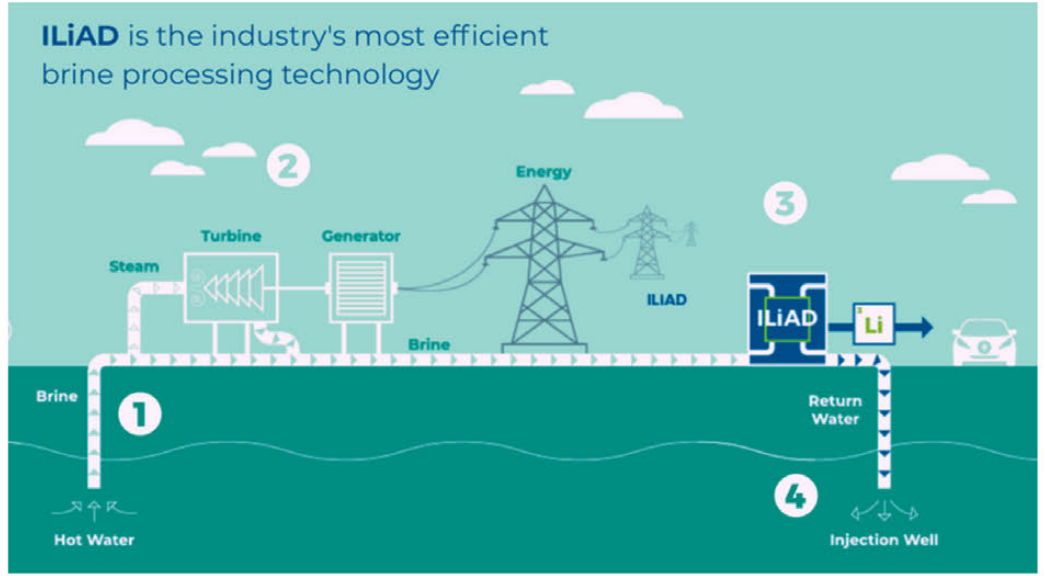 ILiAD is the industry's most efficient
brine processing technology
2
Energy
3
Turbine
Generator
Steam
ILIAD
ILiAD
3
Li
Brine
Brine
1
Return
Water
4
Hot Water
Injection Well